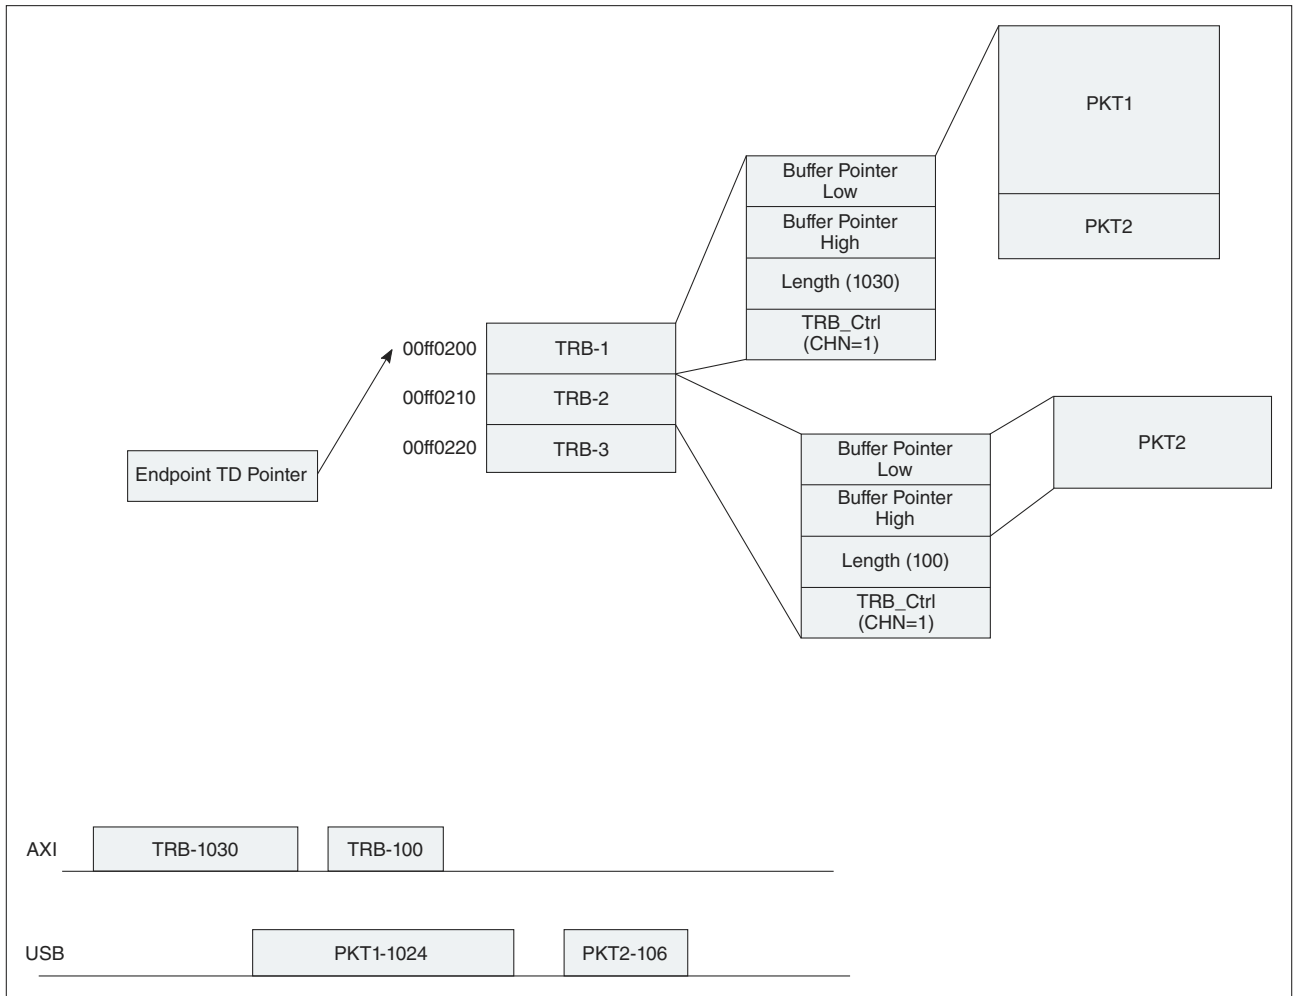 PKT1
PKT2
Buffer Pointer
Low
Buffer Pointer
High
Length (1030)
TRB_Ctrl
(CHN=1)
00ff0200
TRB-1
00ff0210
TRB-2
00ff0220
TRB-3
Endpoint TD Pointer
Buffer Pointer
Low
Buffer Pointer
High
Length (100)
TRB_Ctrl
(CHN=1)
PKT2
AXI
TRB-1030
TRB-100
USB
PKT1-1024
PKT2-106